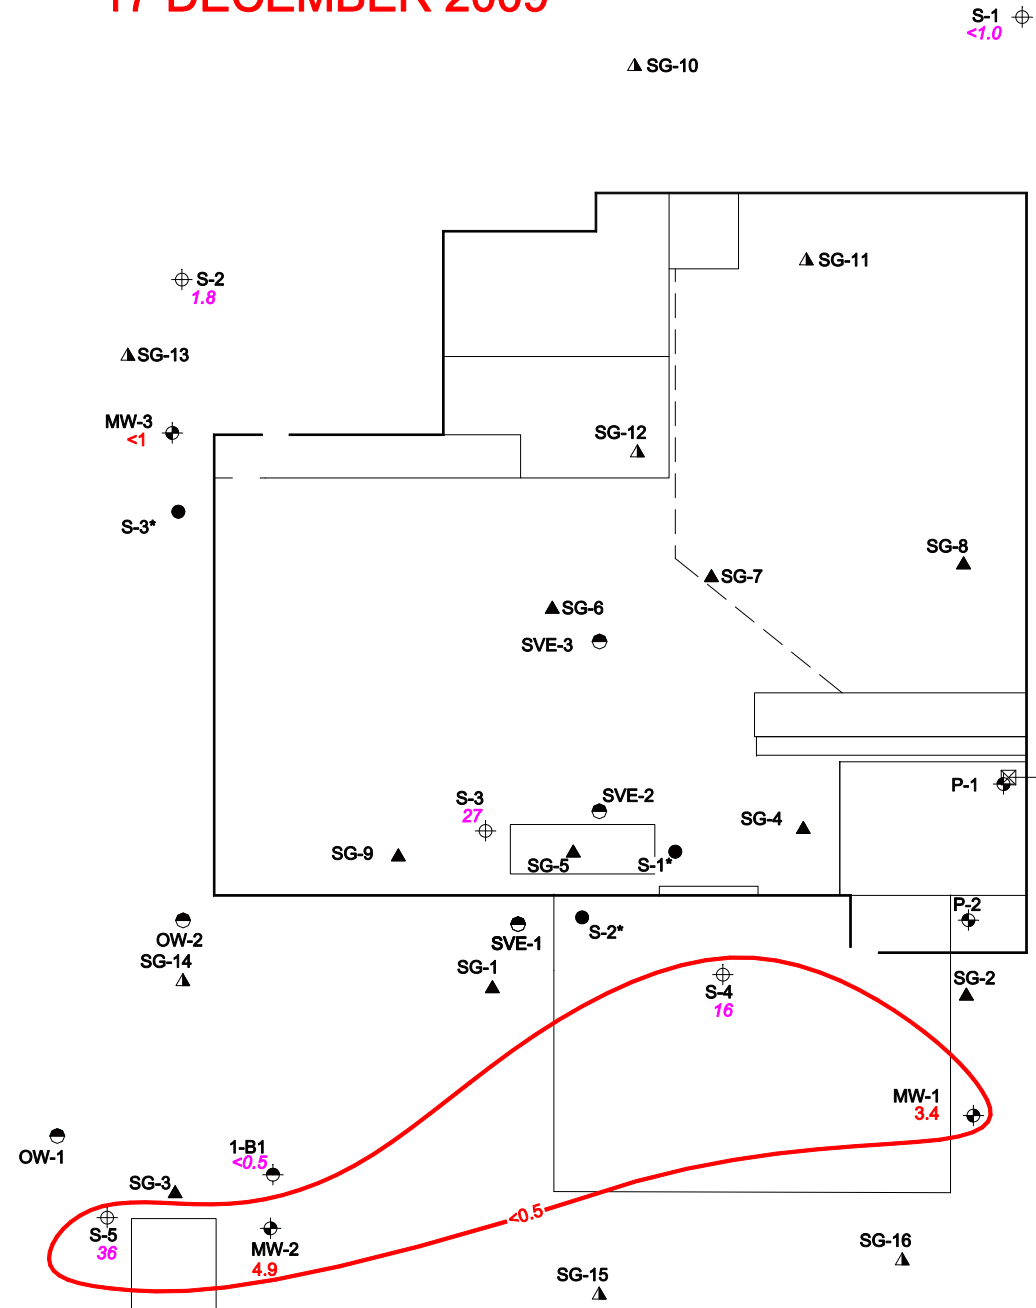 17 DECEMBER 2009
S-1
<1.0
SG-10
SG-11
S-2
1.8
SG-13
MW-3
<1
SG-12
S-3*
SG-8
SG-7
SG-6
SVE-3
P-1
S-3
27
SVE-2
SG-4
SG-9
SG-5
S-1*
P-2
OW-2
SVE-1
S-2*
SG-14
SG-1
SG-2
S-4
16
MW-1
3.4
1-B1
<0.5
OW-1
SG-3
<0.5
S-5
36
MW-2
4.9
SG-16
SG-15